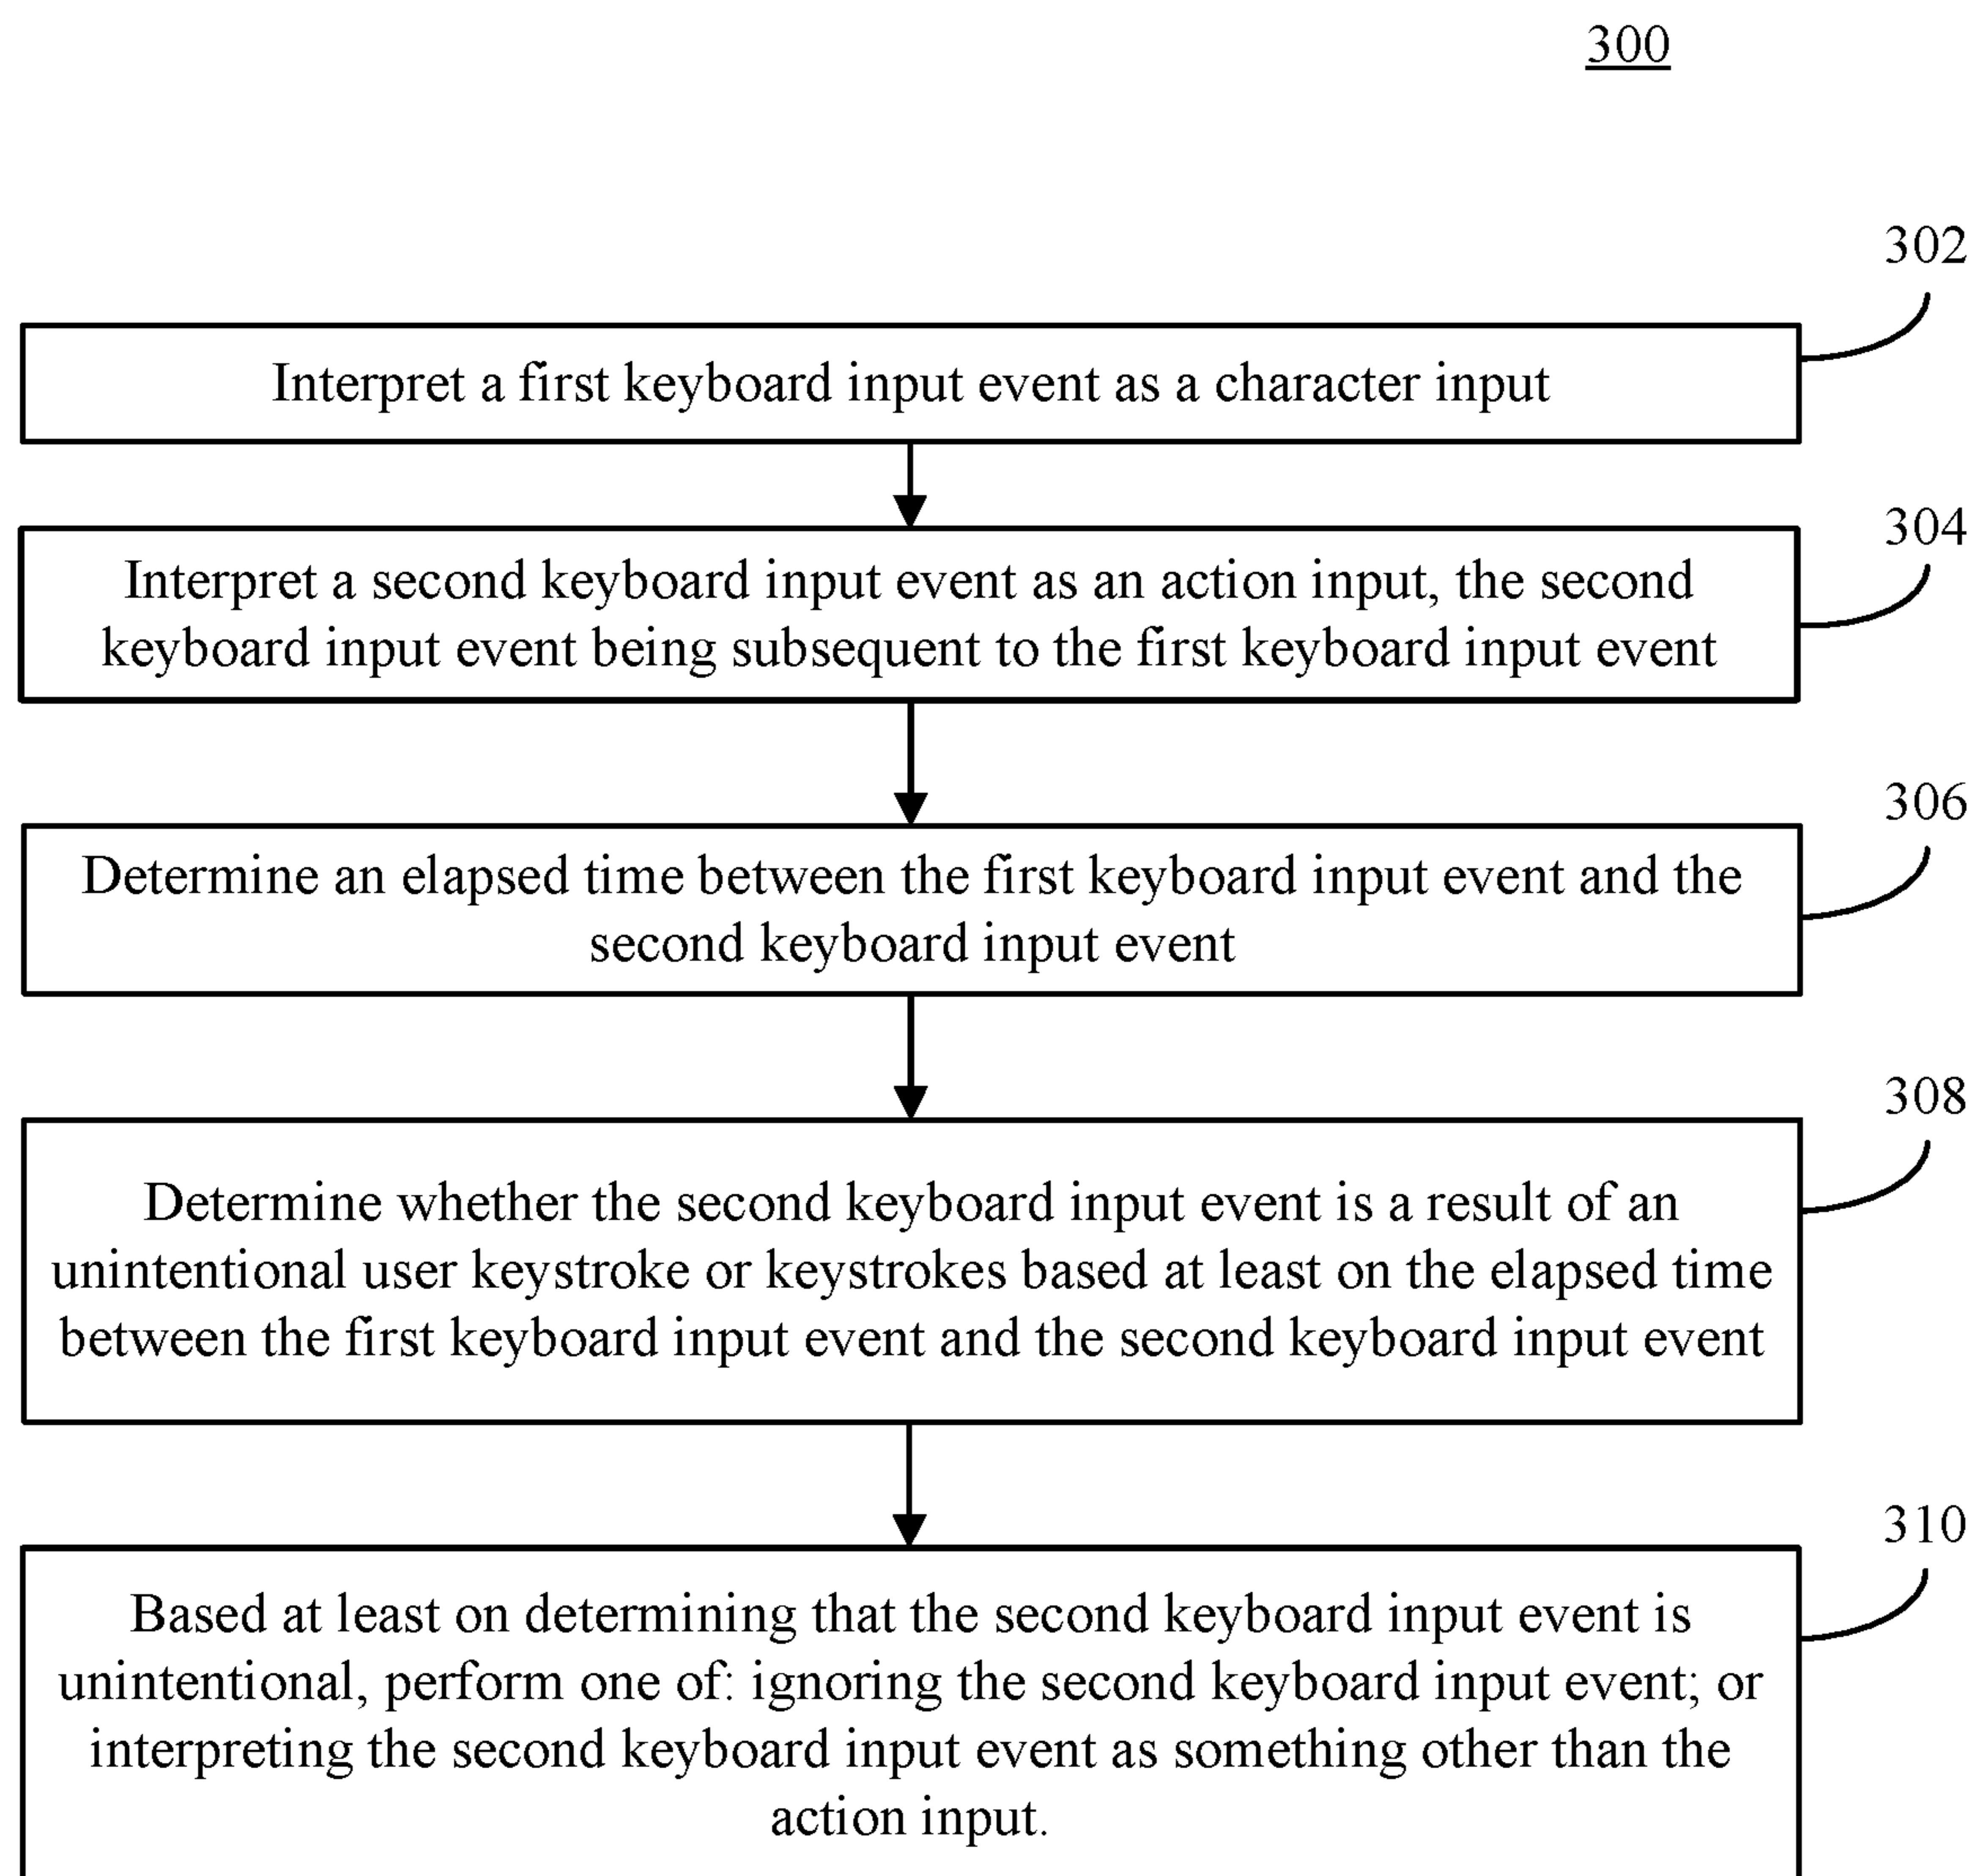 300
302
Interpret a first keyboard input event as a character input
304
Interpret a second keyboard input event as an action input, the second
keyboard input event being subsequent to the first keyboard input event
306
Determine an elapsed time between the first keyboard input event and the
second keyboard input event
308
Determine whether the second keyboard input event is a result of an
unintentional user keystroke or keystrokes based at least on the elapsed time
between the first keyboard input event and the second keyboard input event
310
Based at least on determining that the second keyboard input event is
unintentional, perform one of: ignoring the second keyboard input event; or
interpreting the second keyboard input event as something other than the
action input.